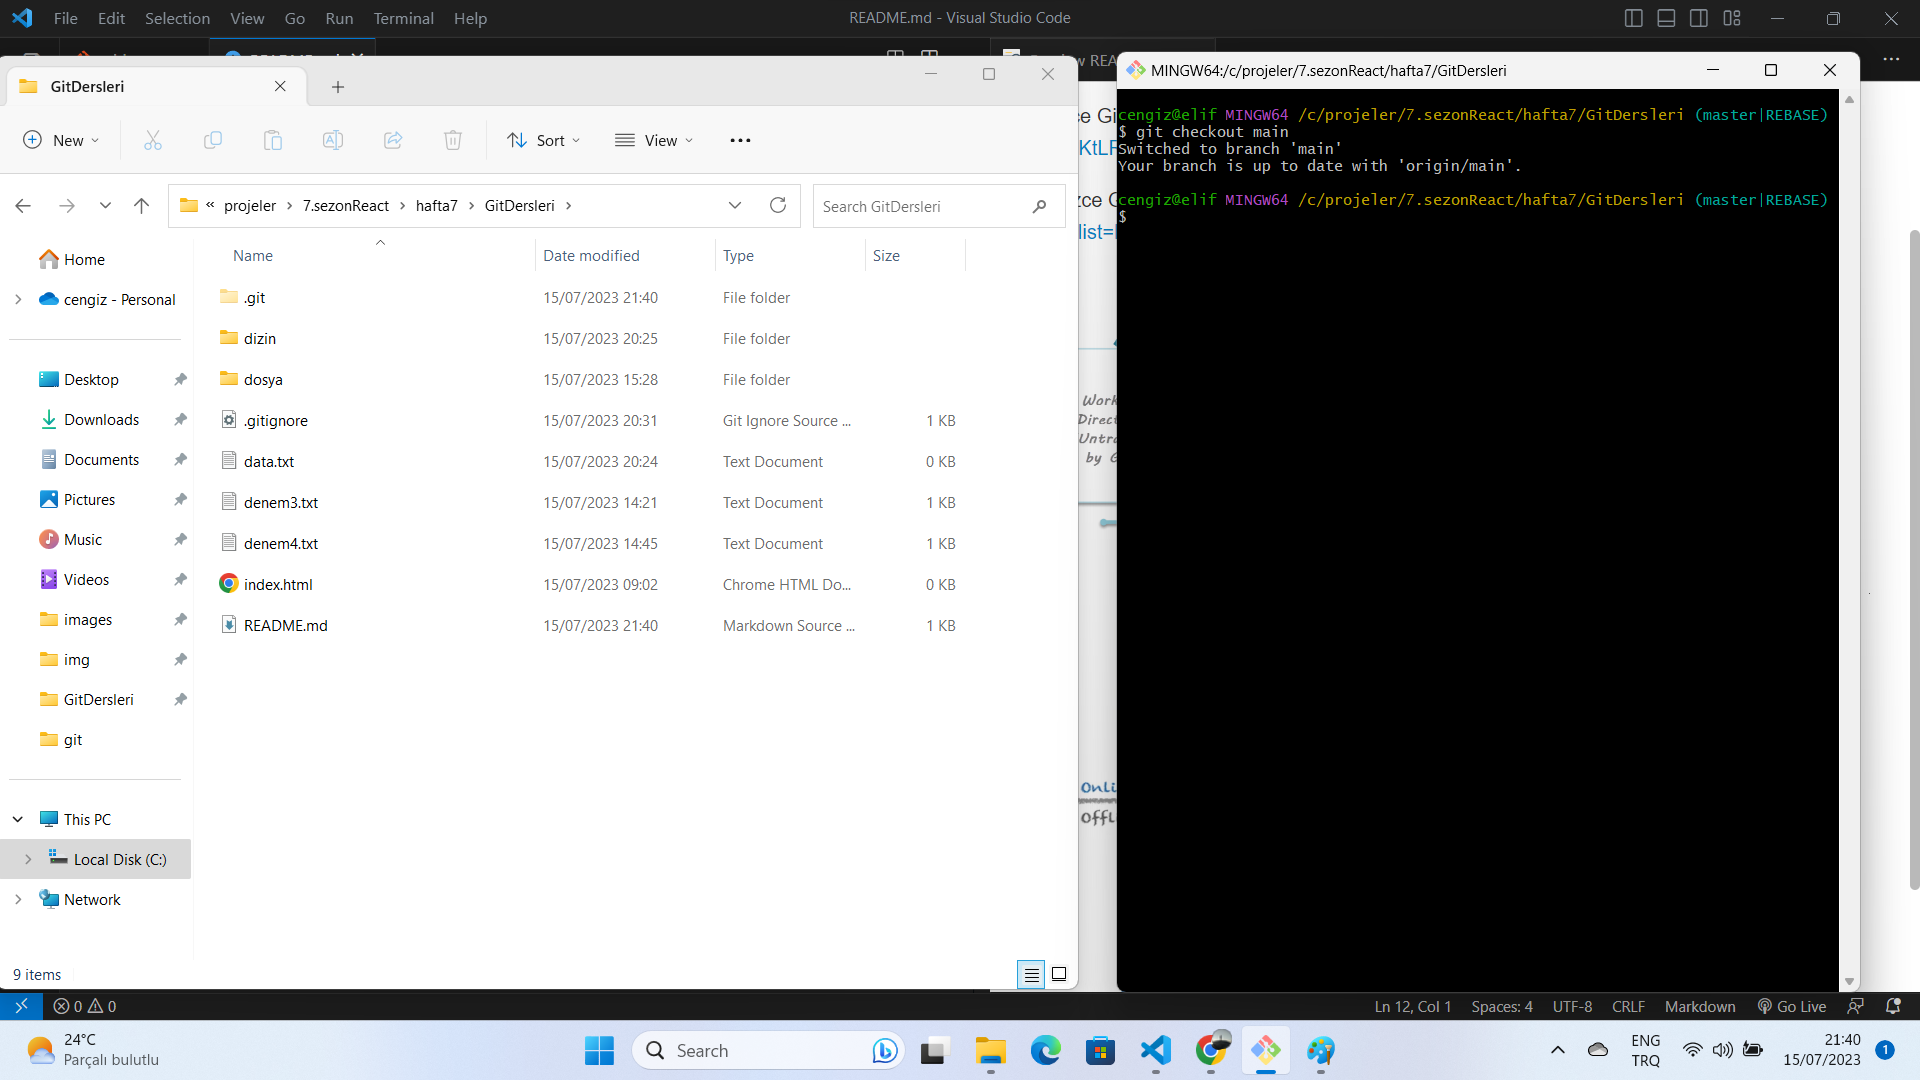 File Edit Selection View Go Run Terminal Help
README.md - Visual Studio Code
GitDersleri
New
Sort
View
projeler
7.sezonReact
hafta7
GitDersleri
Search GitDersleri
Home
cengiz - Personal
Desktop
Downloads
Documents
Pictures
Music
Videos
images
img
GitDersleri
git
This PC
Local Disk (C:)
Network
Name Date modified Type Size
.git 15/07/2023 21:40 File folder
dizin 15/07/2023 20:25 File folder
dosya 15/07/2023 15:28 File folder
.gitignore 15/07/2023 20:31 Git Ignore Source ... 1 KB
data.txt 15/07/2023 20:24 Text Document 0 KB
denem3.txt 15/07/2023 14:21 Text Document 1 KB
denem4.txt 15/07/2023 14:45 Text Document 1 KB
index.html 15/07/2023 09:02 Chrome HTML Do... 0 KB
README.md 15/07/2023 21:40 Markdown Source ... 1 KB
9 items
MINGW64:/c/projeler/7.sezonReact/hafta7/GitDersleri
cengiz@elif MINGW64 /c/projeler/7.sezonReact/hafta7/GitDersleri (master|REBASE)
$ git checkout main
Switched to branch 'main'
Your branch is up to date with 'origin/main'.
cengiz@elif MINGW64 /c/projeler/7.sezonReact/hafta7/GitDersleri (master|REBASE)
$
list=
by
0 0
Ln 12, Col 1 Spaces: 4 UTF-8 CRLF Markdown Go Live
24°C
Parçalı bulutlu
Search
ENG
TRQ
21:40
15/07/2023
1